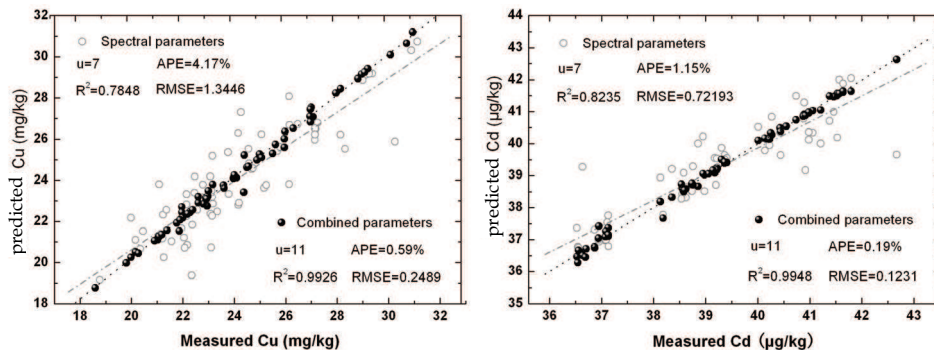 32
30
28
26
24
22
20
18
predicted Cu (mg/kg)
Spectral parameters
u=7 APE=4.17%
R²=0.7848 RMSE=1.3446
Combined parameters
u=11 APE=0.59%
R²=0.9926 RMSE=0.2489
18 20 22 24 26 28 30 32
Measured Cu (mg/kg)
44
43
42
41
40
39
38
37
36
35
predicted Cd (μg/kg)
Spectral parameters
u=7 APE=1.15%
R²=0.8235 RMSE=0.72193
Combined parameters
u=11 APE=0.19%
R²=0.9948 RMSE=0.1231
36 37 38 39 40 41 42 43
Measured Cd (μg/kg)